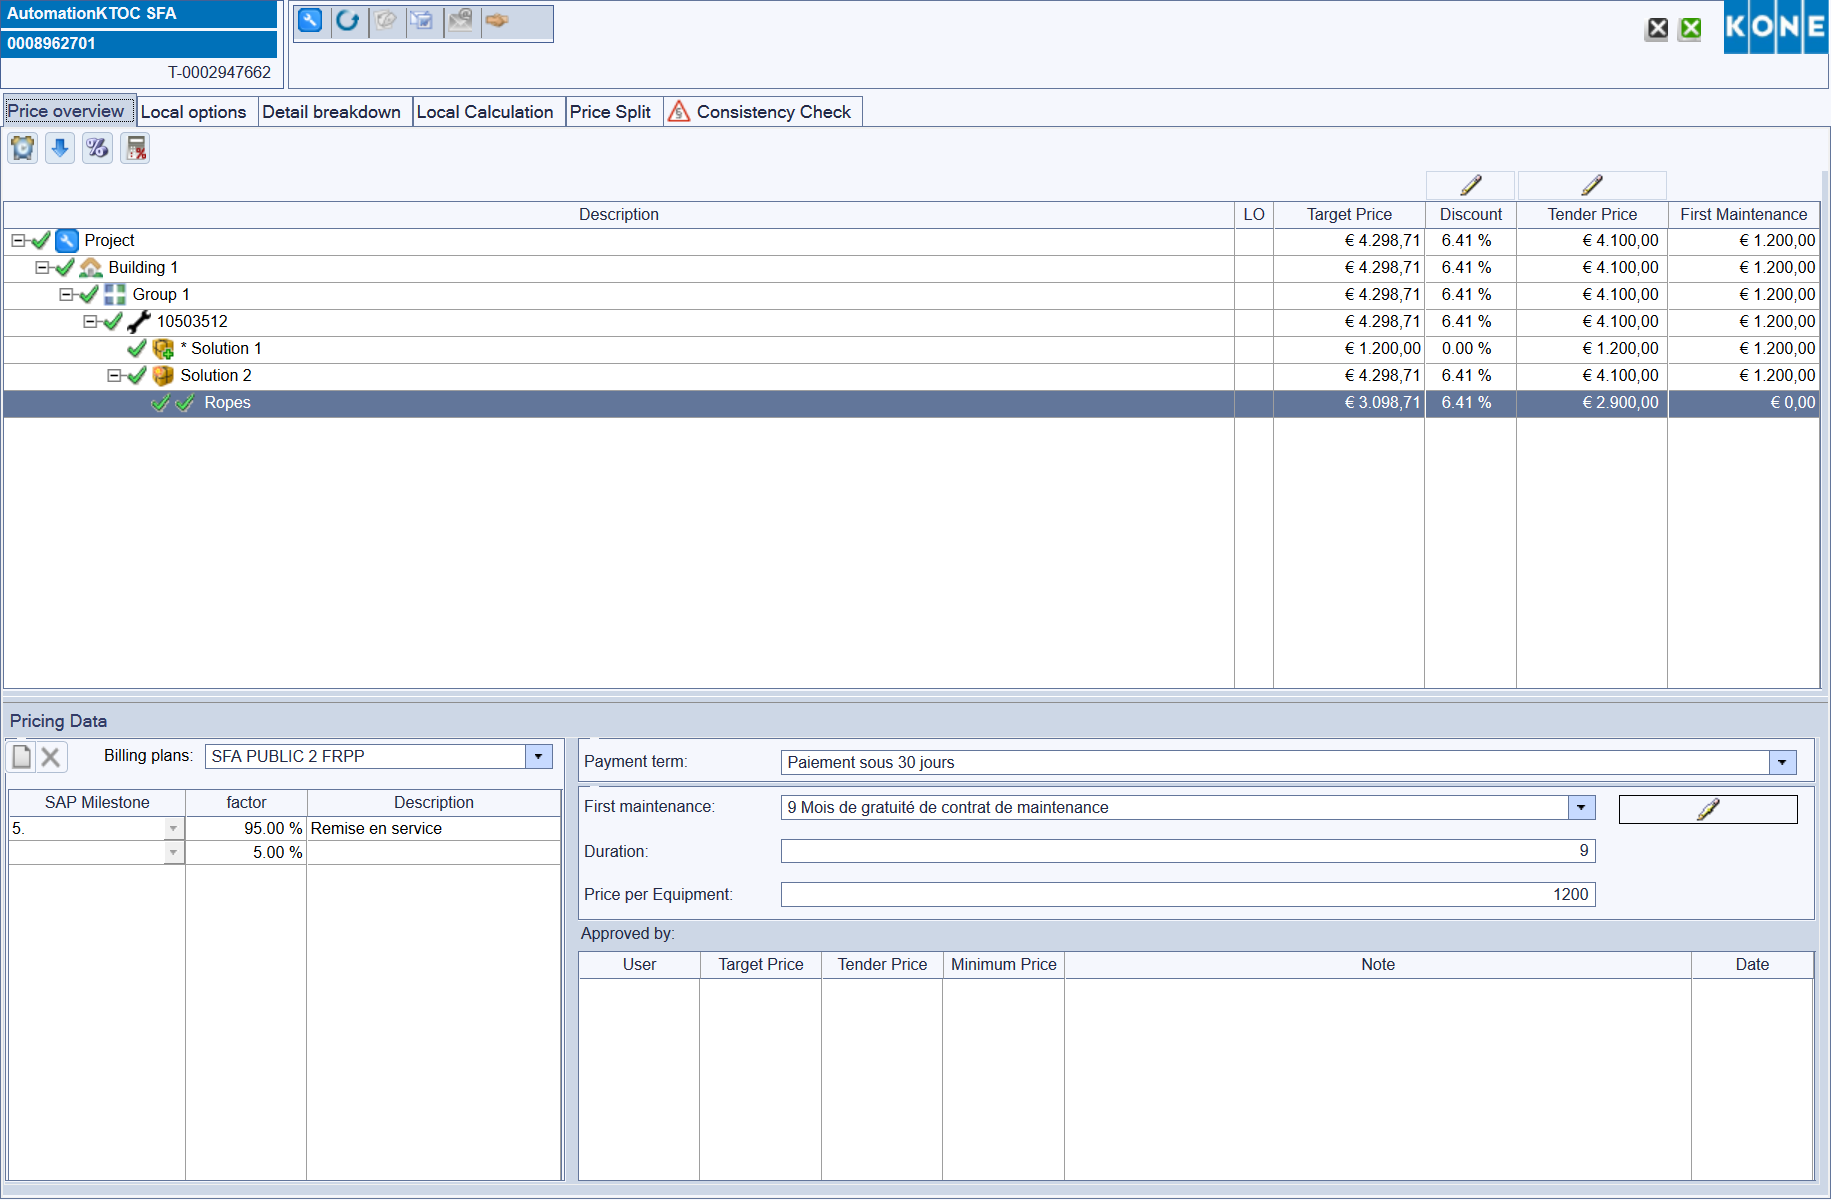 AutomationKTOC SFA
0008962701
T-0002947662
KONE
Price overview Local options Detail breakdown Local Calculation Price Split Consistency Check
Description LO Target Price Discount Tender Price First Maintenance
Project € 4.298,71 6.41 % € 4.100,00 € 1.200,00
Building 1 € 4.298,71 6.41 % € 4.100,00 € 1.200,00
Group 1 € 4.298,71 6.41 % € 4.100,00 € 1.200,00
10503512 € 4.298,71 6.41 % € 4.100,00 € 1.200,00
* Solution 1 € 1.200,00 0.00 % € 1.200,00 € 1.200,00
Solution 2 € 4.298,71 6.41 % € 4.100,00 € 1.200,00
Ropes € 3.098,71 6.41 % € 2.900,00 € 0,00
Pricing Data
Billing plans: SFA PUBLIC 2 FRPP
SAP Milestone factor Description
5. 95.00 % Remise en service
5.00 %
Payment term: Paiement sous 30 jours
First maintenance: 9 Mois de gratuité de contrat de maintenance
Duration: 9
Price per Equipment: 1200
Approved by:
User Target Price Tender Price Minimum Price Note Date